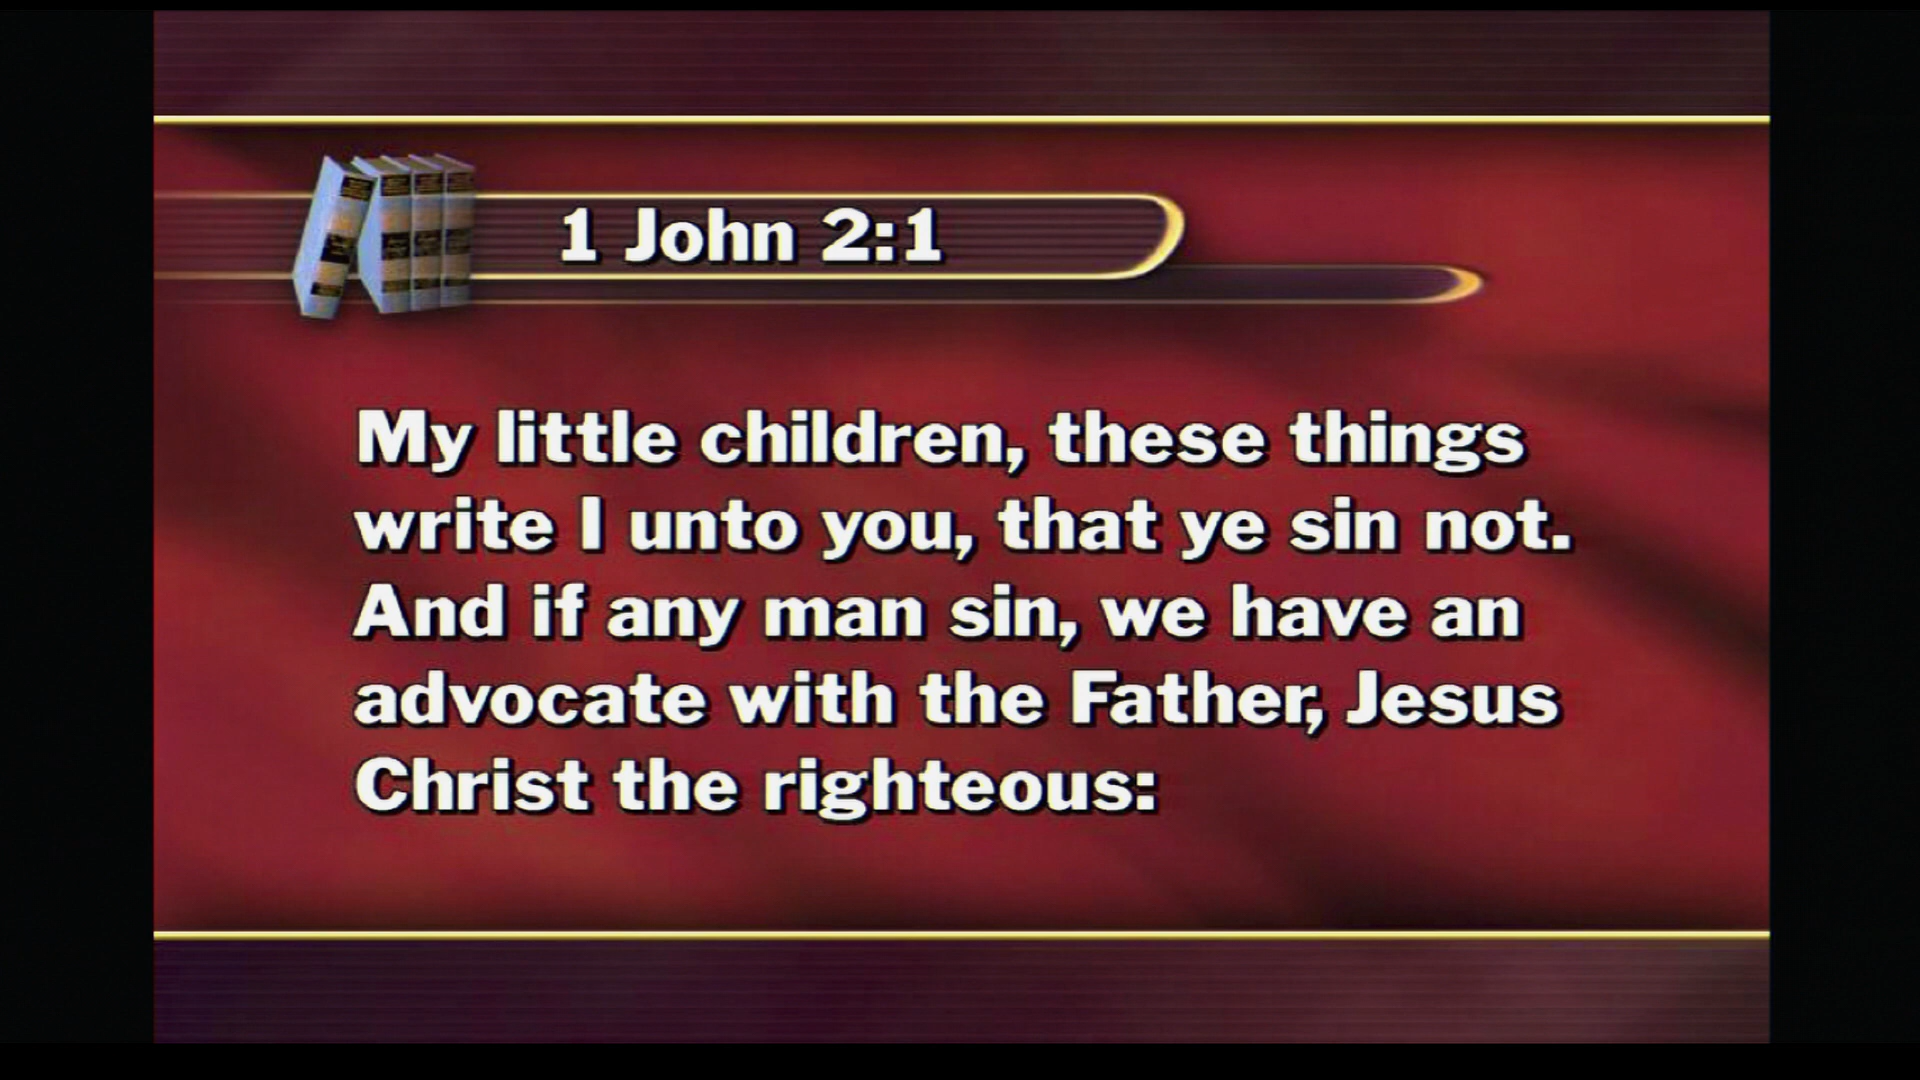 1 John 2:1
My little children, these things
write I unto you, that ye sin not.
And if any man sin, we have an
advocate with the Father, Jesus
Christ the righteous: